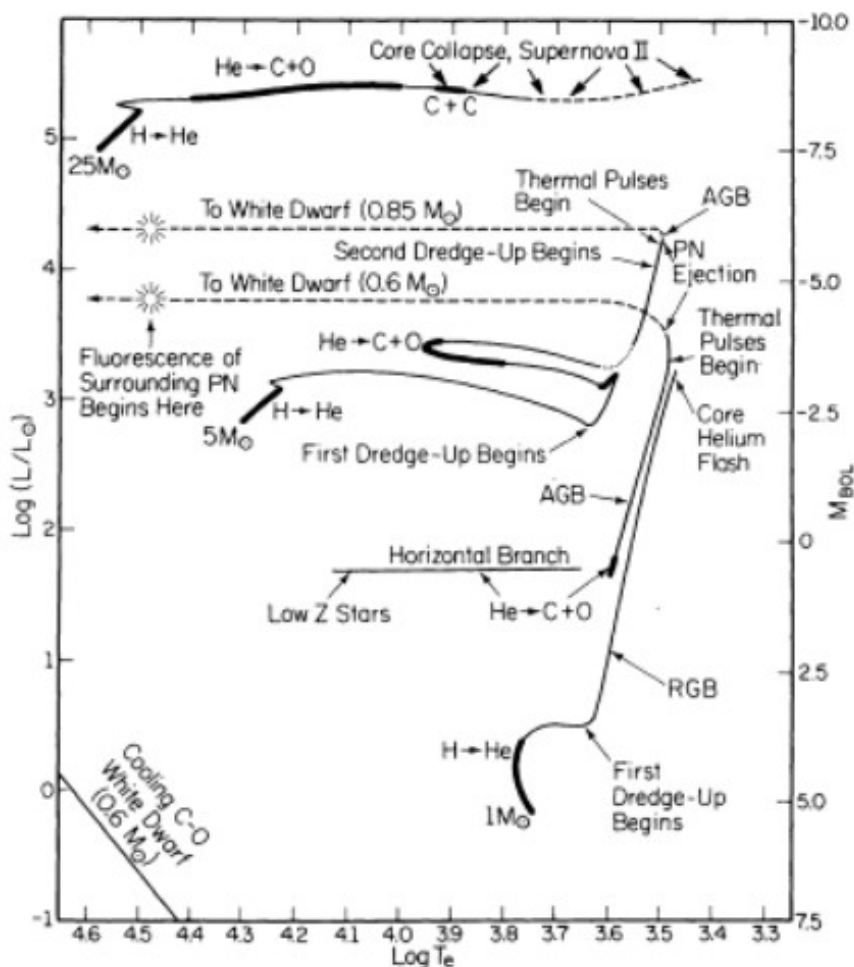 -10.0
Core Collapse, Supernova II
He→C+O
C+C
H→He
25M☉
5
-7.5
Thermal Pulses
Begin
AGB
To White Dwarf (0.85 M☉)
Second Dredge-Up Begins
PN
Ejection
4
To White Dwarf (0.6 M☉)
-5.0
He→C+O
Thermal
Pulses
Begin
Fluorescence of
Surrounding PN
Begins Here
H→He
3
5M☉
-2.5
Core
Helium
Flash
First Dredge-Up Begins
Log (L/L☉)
MBOL
AGB
2
0
Horizontal Branch
Low Z Stars
He→C+O
1
RGB
2.5
H→He
Cooling C-O
White Dwarf
(0.6 M☉)
First
Dredge-Up
Begins
0
1M☉
5.0
-1
7.5
4.6 4.5 4.4 4.3 4.2 4.1 4.0 3.9 3.8 3.7 3.6 3.5 3.4 3.3
Log Te